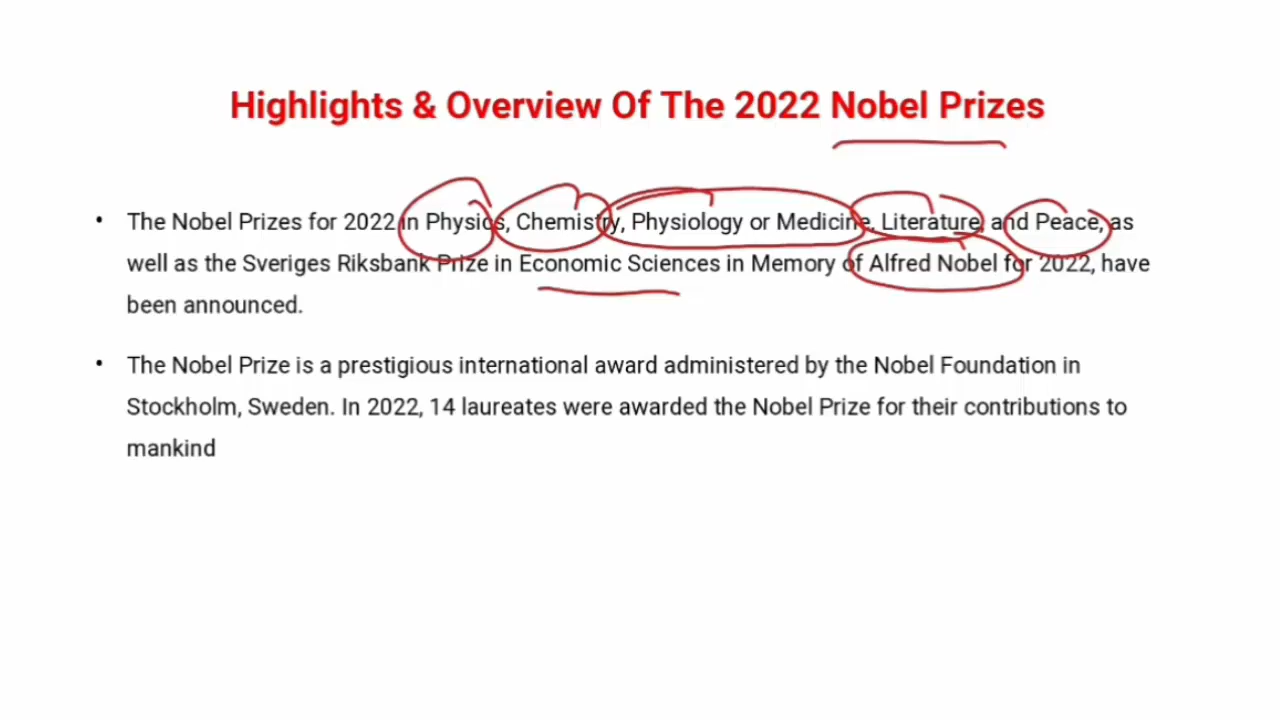 Highlights & Overview Of The 2022 Nobel Prizes
• The Nobel Prizes for 2022 in Physics, Chemistry, Physiology or Medicine, Literature, and Peace, as
well as the Sveriges Riksbank Prize in Economic Sciences in Memory of Alfred Nobel for 2022, have
been announced.
• The Nobel Prize is a prestigious international award administered by the Nobel Foundation in
Stockholm, Sweden. In 2022, 14 laureates were awarded the Nobel Prize for their contributions to
mankind